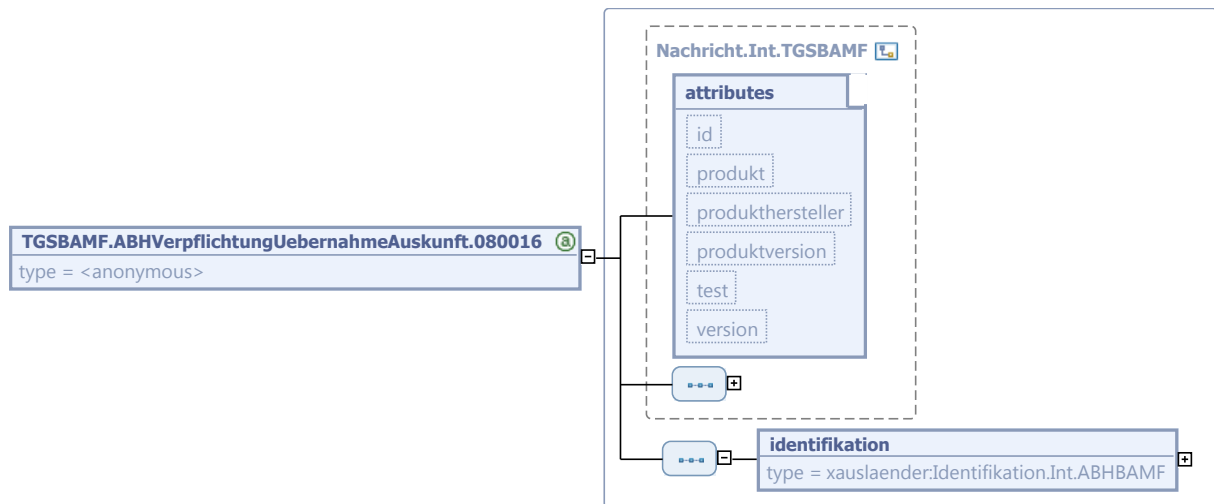 Nachricht.Int.TGSBAMF
attributes
id
produkt
produkthersteller
produktversion
test
version
TGSBAMF.ABHVerpflichtungUebernahmeAuskunft.080016 a
type = <anonymous>
identifikation
type = xauslaender:Identifikation.Int.ABHBAMF